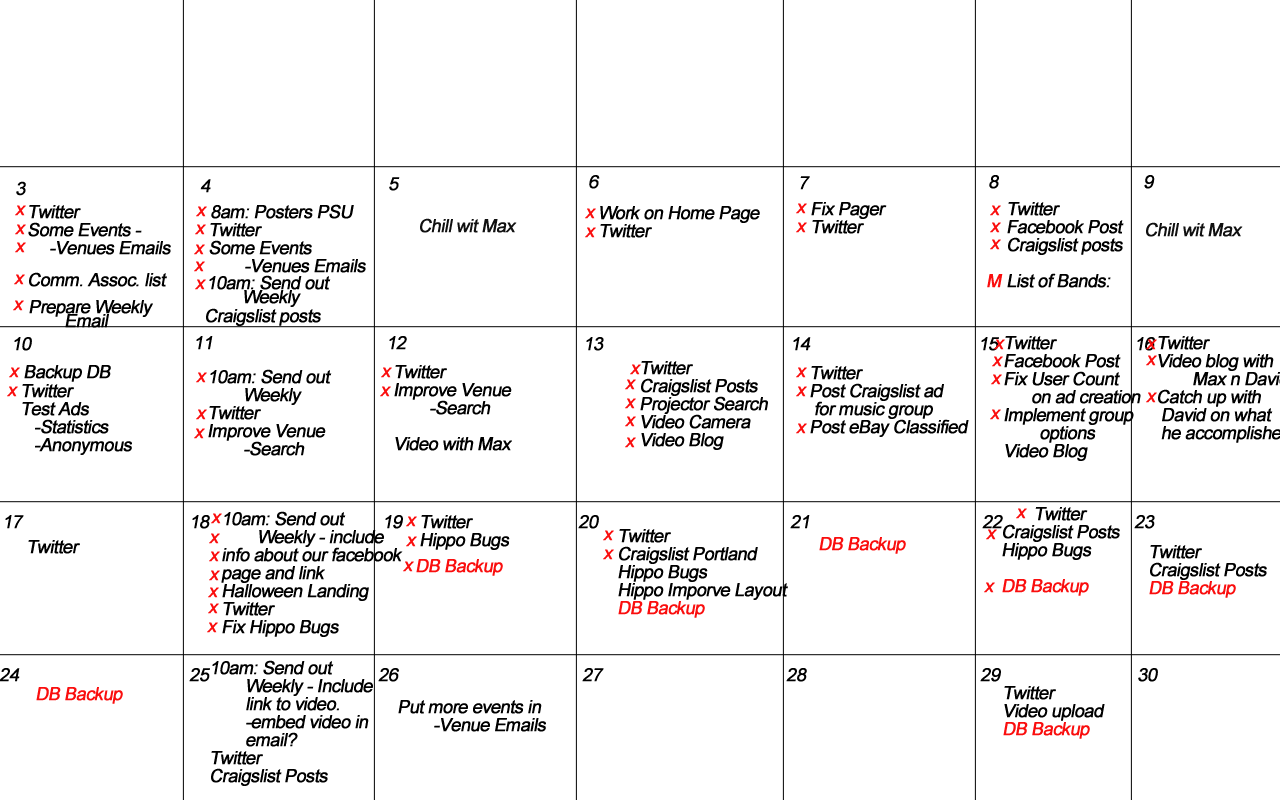 3
x Twitter
x Some Events -
x -Venues Emails
x Comm. Assoc. list
x Prepare Weekly
Email
4
x 8am: Posters PSU
x Twitter
x Some Events
x -Venues Emails
x 10am: Send out
Weekly
Craigslist posts
5
Chill wit Max
6
x Work on Home Page
x Twitter
7
x Fix Pager
x Twitter
8
x Twitter
x Facebook Post
x Craigslist posts
M List of Bands:
9
Chill wit Max
10
x Backup DB
x Twitter
Test Ads
-Statistics
-Anonymous
11
x 10am: Send out
Weekly
x Twitter
x Improve Venue
-Search
12
x Twitter
x Improve Venue
-Search
Video with Max
13
x Twitter
x Craigslist Posts
x Projector Search
x Video Camera
x Video Blog
14
x Twitter
x Post Craigslist ad
for music group
x Post eBay Classified
15
x Twitter
x Facebook Post
x Fix User Count
on ad creation
x Implement group
options
Video Blog
16
x Twitter
x Video blog with
Max n Davi
x Catch up with
David on what
he accomplishe
17
Twitter
18
x 10am: Send out
x Weekly - include
x info about our facebook
x page and link
x Halloween Landing
x Twitter
x Fix Hippo Bugs
19
x Twitter
x Hippo Bugs
x DB Backup
20
x Twitter
x Craigslist Portland
Hippo Bugs
Hippo Imporve Layout
DB Backup
21
DB Backup
22
x Twitter
x Craigslist Posts
Hippo Bugs
x DB Backup
23
Twitter
Craigslist Posts
DB Backup
24
DB Backup
25
10am: Send out
Weekly - Include
link to video.
-embed video in
email?
Twitter
Craigslist Posts
26
Put more events in
-Venue Emails
27
28
29
Twitter
Video upload
DB Backup
30